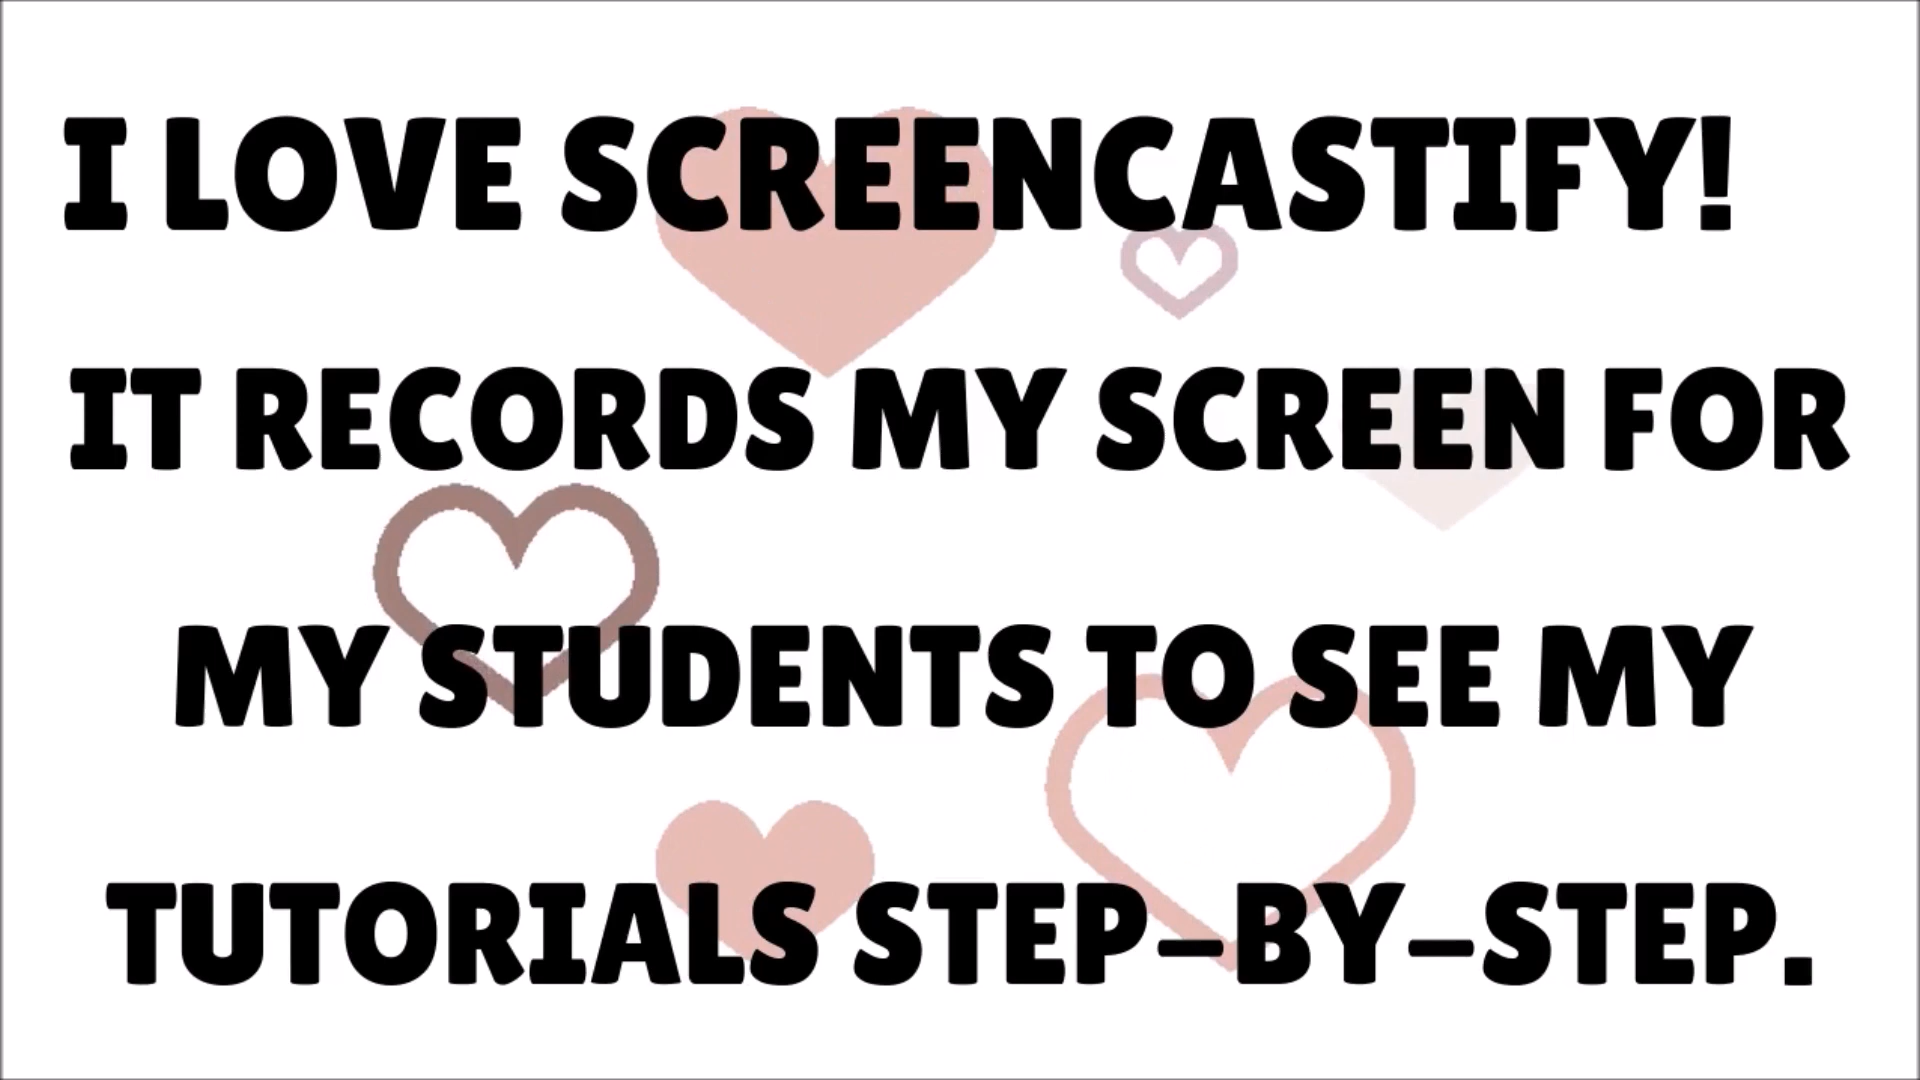 I LOVE SCREENCASTIFY!
IT RECORDS MY SCREEN FOR
MY STUDENTS TO SEE MY
TUTORIALS STEP-BY-STEP.